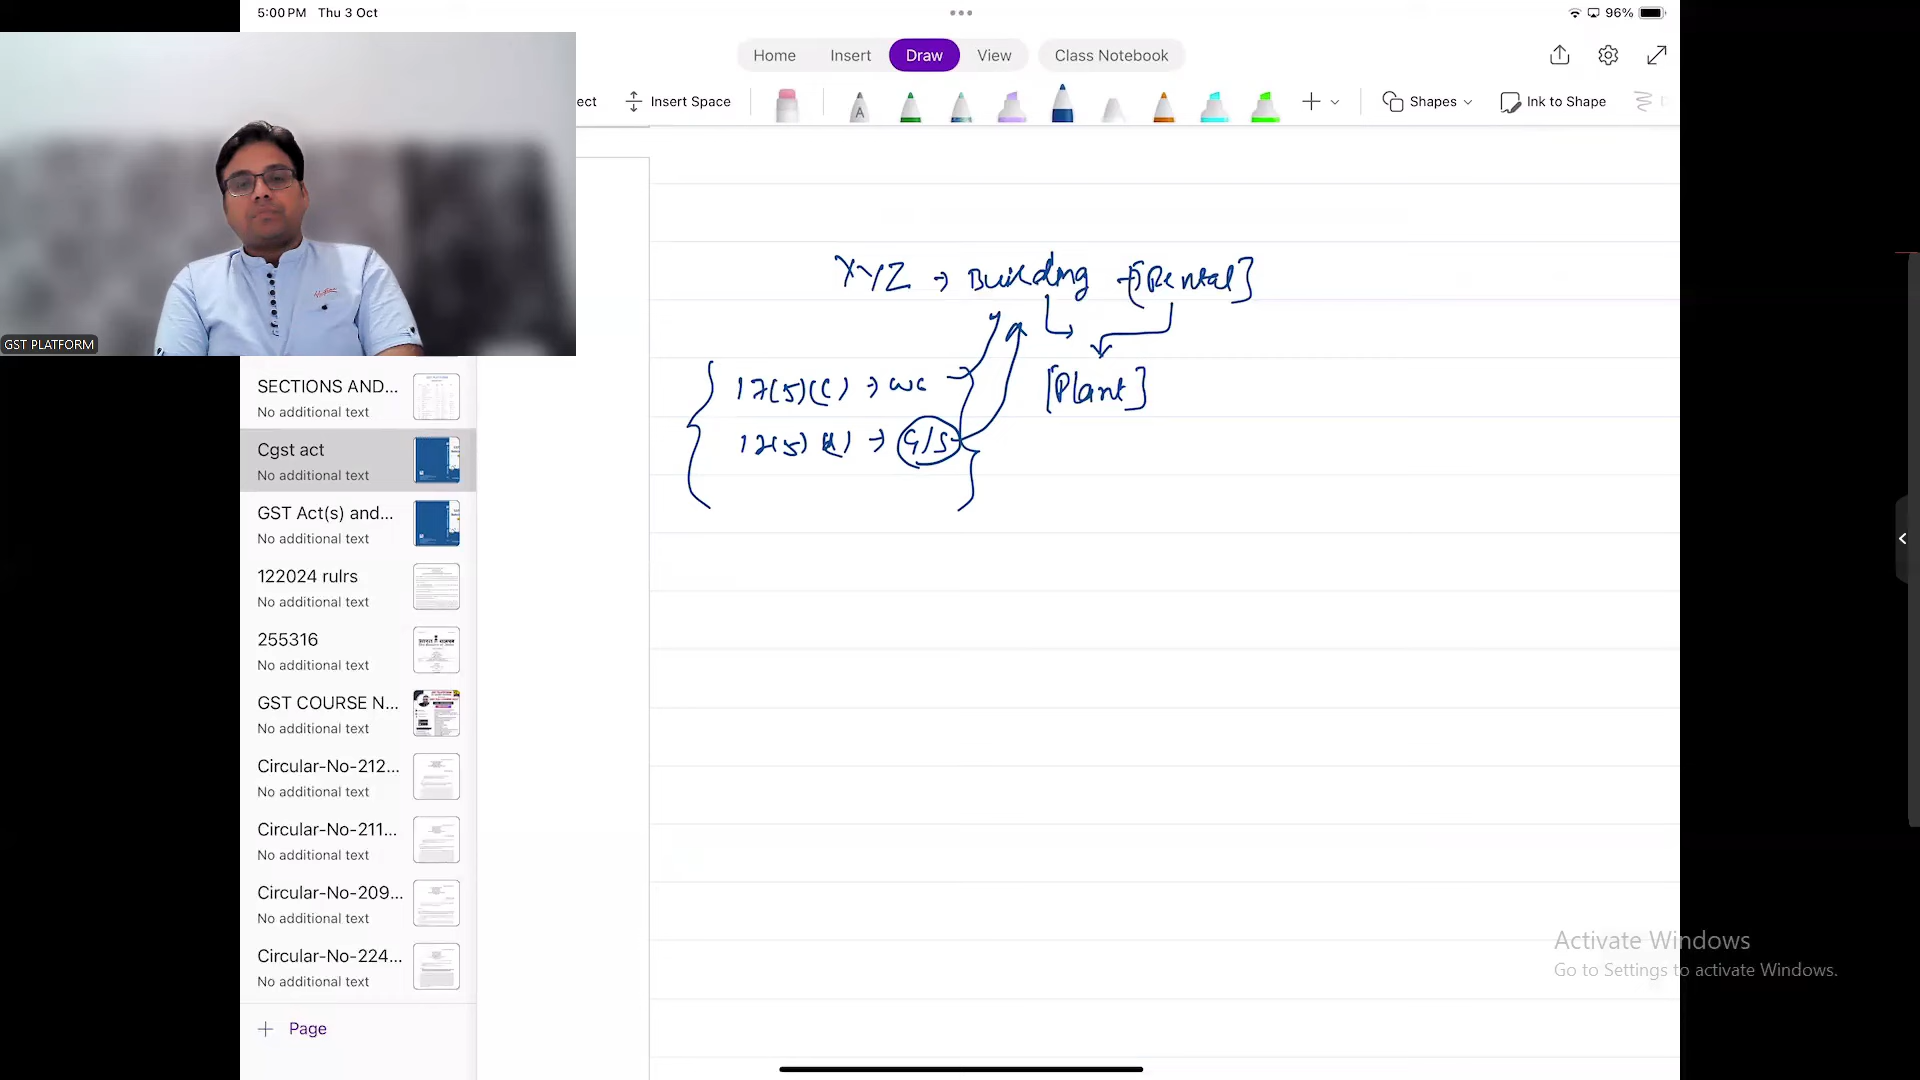 5:00 PM Thu 3 Oct
96%
Home Insert Draw View Class Notebook
ect Insert Space
A
Shapes Ink to Shape
GST PLATFORM
XYZ → Building → [Rental]
[Plant]
17(5)(c) → WC
17(5)(d) → G/S
SECTIONS AND...
No additional text
Cgst act
No additional text
GST Act(s) and...
No additional text
122024 rulrs
No additional text
255316
No additional text
GST COURSE N...
No additional text
Circular-No-212...
No additional text
Circular-No-211...
No additional text
Circular-No-209...
No additional text
Circular-No-224...
No additional text
+ Page
Activate Windows
Go to Settings to activate Windows.